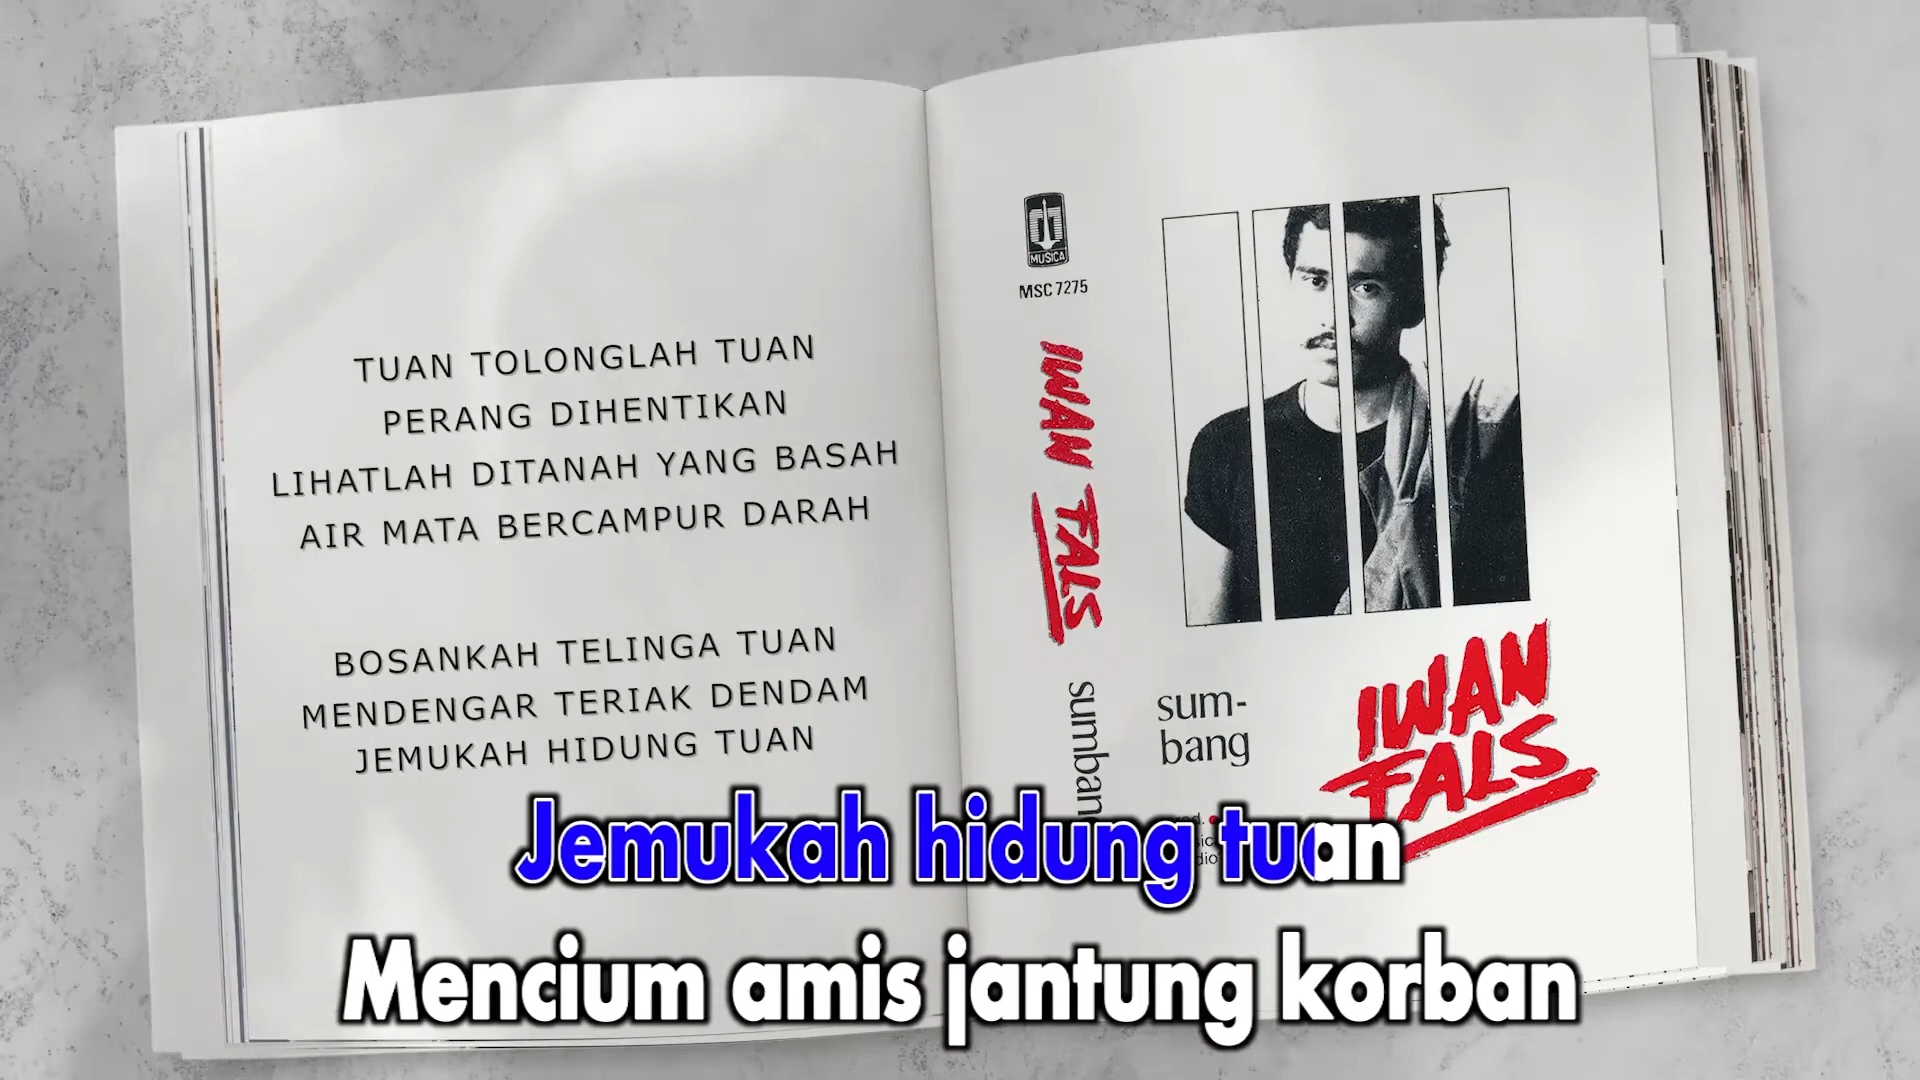 TUAN TOLONGLAH TUAN
PERANG DIHENTIKAN
LIHATLAH DITANAH YANG BASAH
AIR MATA BERCAMPUR DARAH
BOSANKAH TELINGA TUAN
MENDENGAR TERIAK DENDAM
JEMUKAH HIDUNG TUAN
MUSICA
MSC 7275
IWAN FALS
sum-
bang
IWAN
FALS
Jemukah hidung tuan
Mencium amis jantung korban